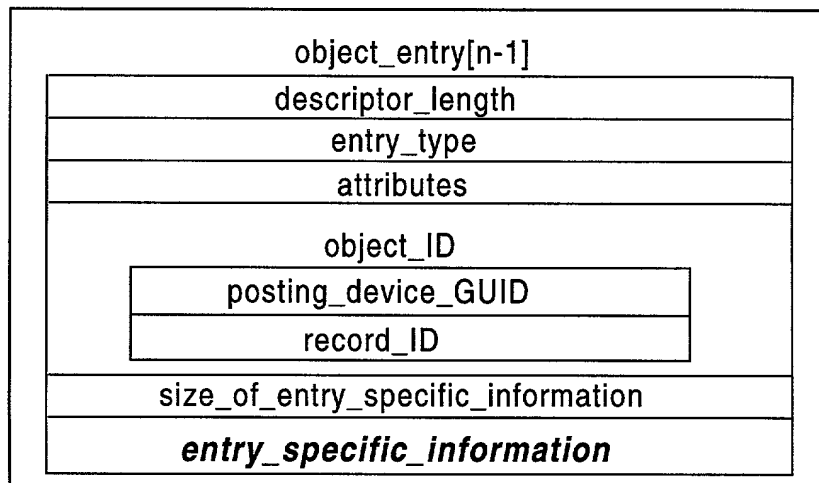 object_entry[n-1]
descriptor_length
entry_type
attributes
object_ID
posting_device_GUID
record_ID
size_of_entry_specific_information
entry_specific_information